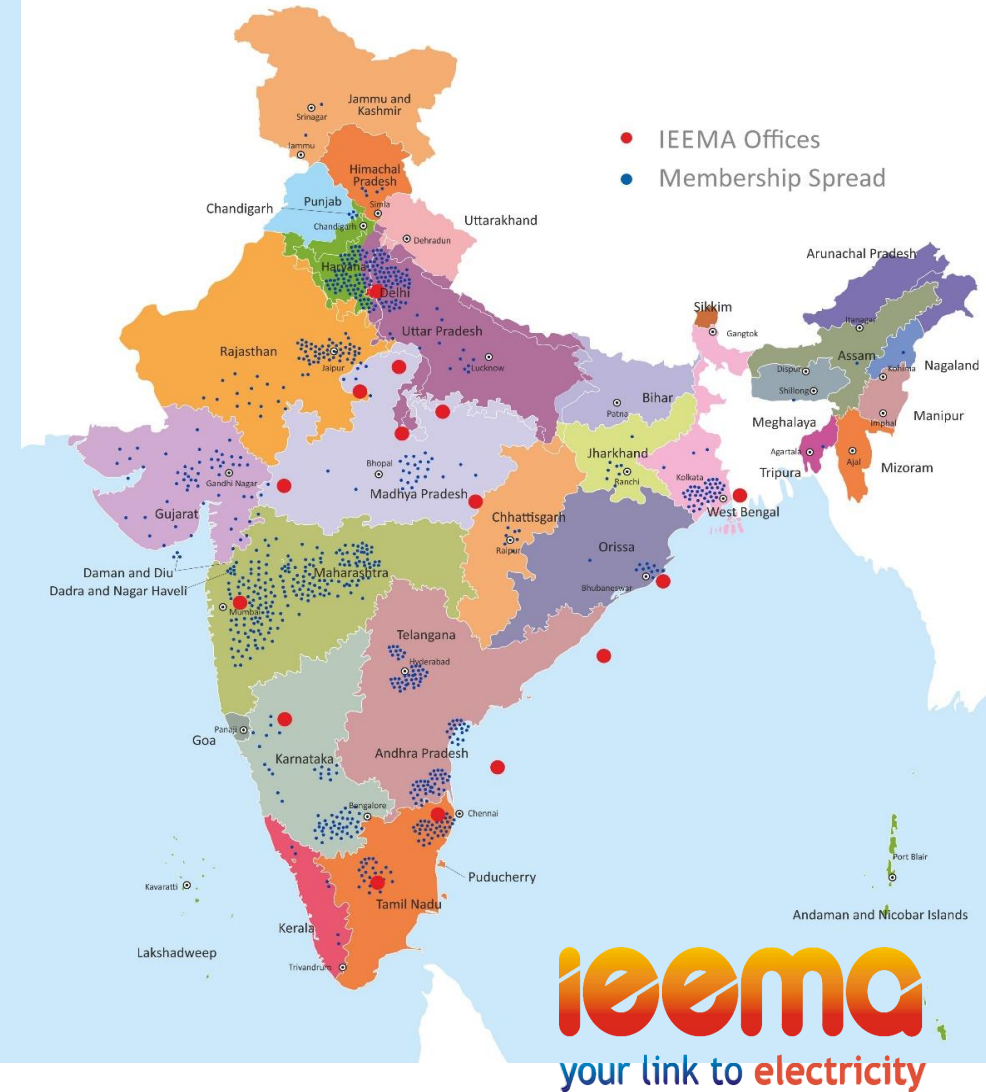 Jammu and
Kashmir
Srinagar
Jammu
IEEMA Offices
Membership Spread
Himachal
Pradesh
Simla
Punjab
Chandigarh
Chandigarh
Uttarakhand
Dehradun
Haryana
Delhi
Arunachal Pradesh
Itanagar
Sikkim
Gangtok
Uttar Pradesh
Lucknow
Rajasthan
Jaipur
Assam
Dispur
Kohima
Nagaland
Shillong
Bihar
Patna
Meghalaya
Imphal
Manipur
Agartala
Tripura
Ajal
Mizoram
Jharkhand
Ranchi
Bhopal
Madhya Pradesh
Gandhi Nagar
Gujarat
Kolkata
West Bengal
Chhattisgarh
Raipur
Orissa
Bhubaneswar
Daman and Diu
Dadra and Nagar Haveli
Maharashtra
Mumbai
Telangana
Hyderabad
Panaji
Goa
Karnataka
Andhra Pradesh
Bengalore
Chennai
Puducherry
Tamil Nadu
Kerala
Trivandrum
Kavaratti
Lakshadweep
Port Blair
Andaman and Nicobar Islands
ieema
your link to electricity